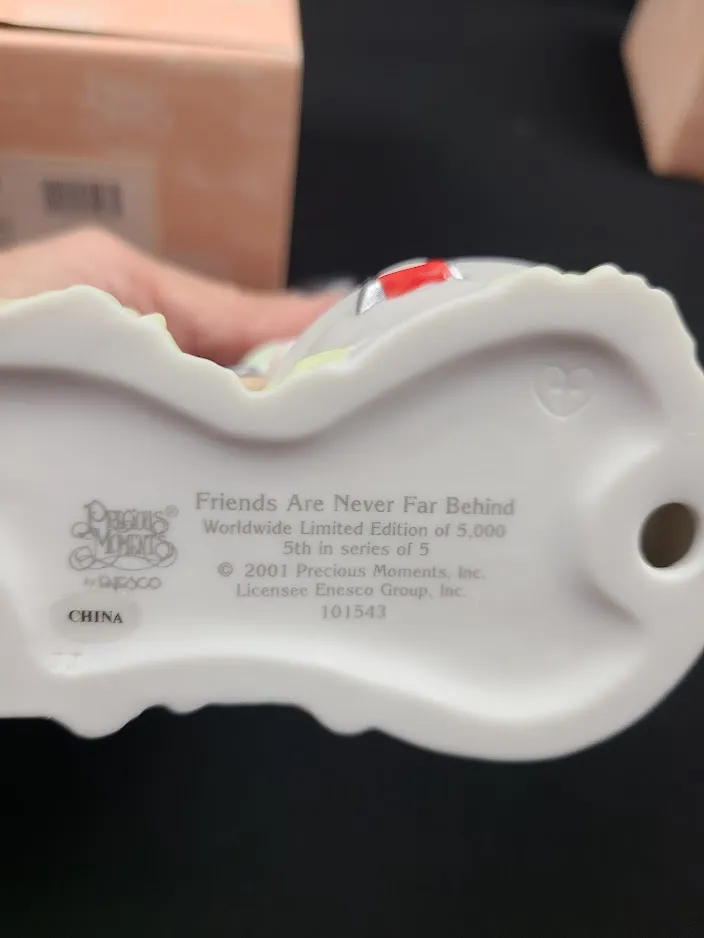 Precious
Moments®
by ENESCO
CHINA
Friends Are Never Far Behind
Worldwide Limited Edition of 5,000
5th in series of 5
© 2001 Precious Moments, Inc.
Licensee Enesco Group, Inc.
101543